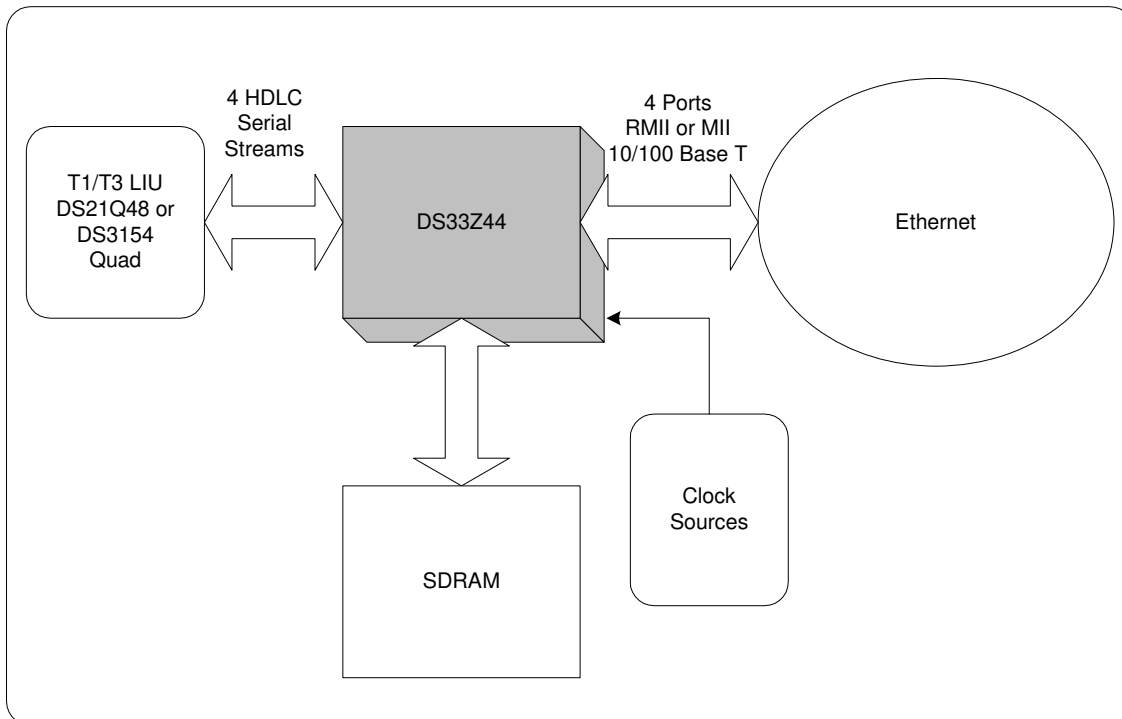 4 HDLC
Serial
Streams
4 Ports
RMII or MII
10/100 Base T
T1/T3 LIU
DS21Q48 or
DS3154
Quad
DS33Z44
Ethernet
Clock
Sources
SDRAM